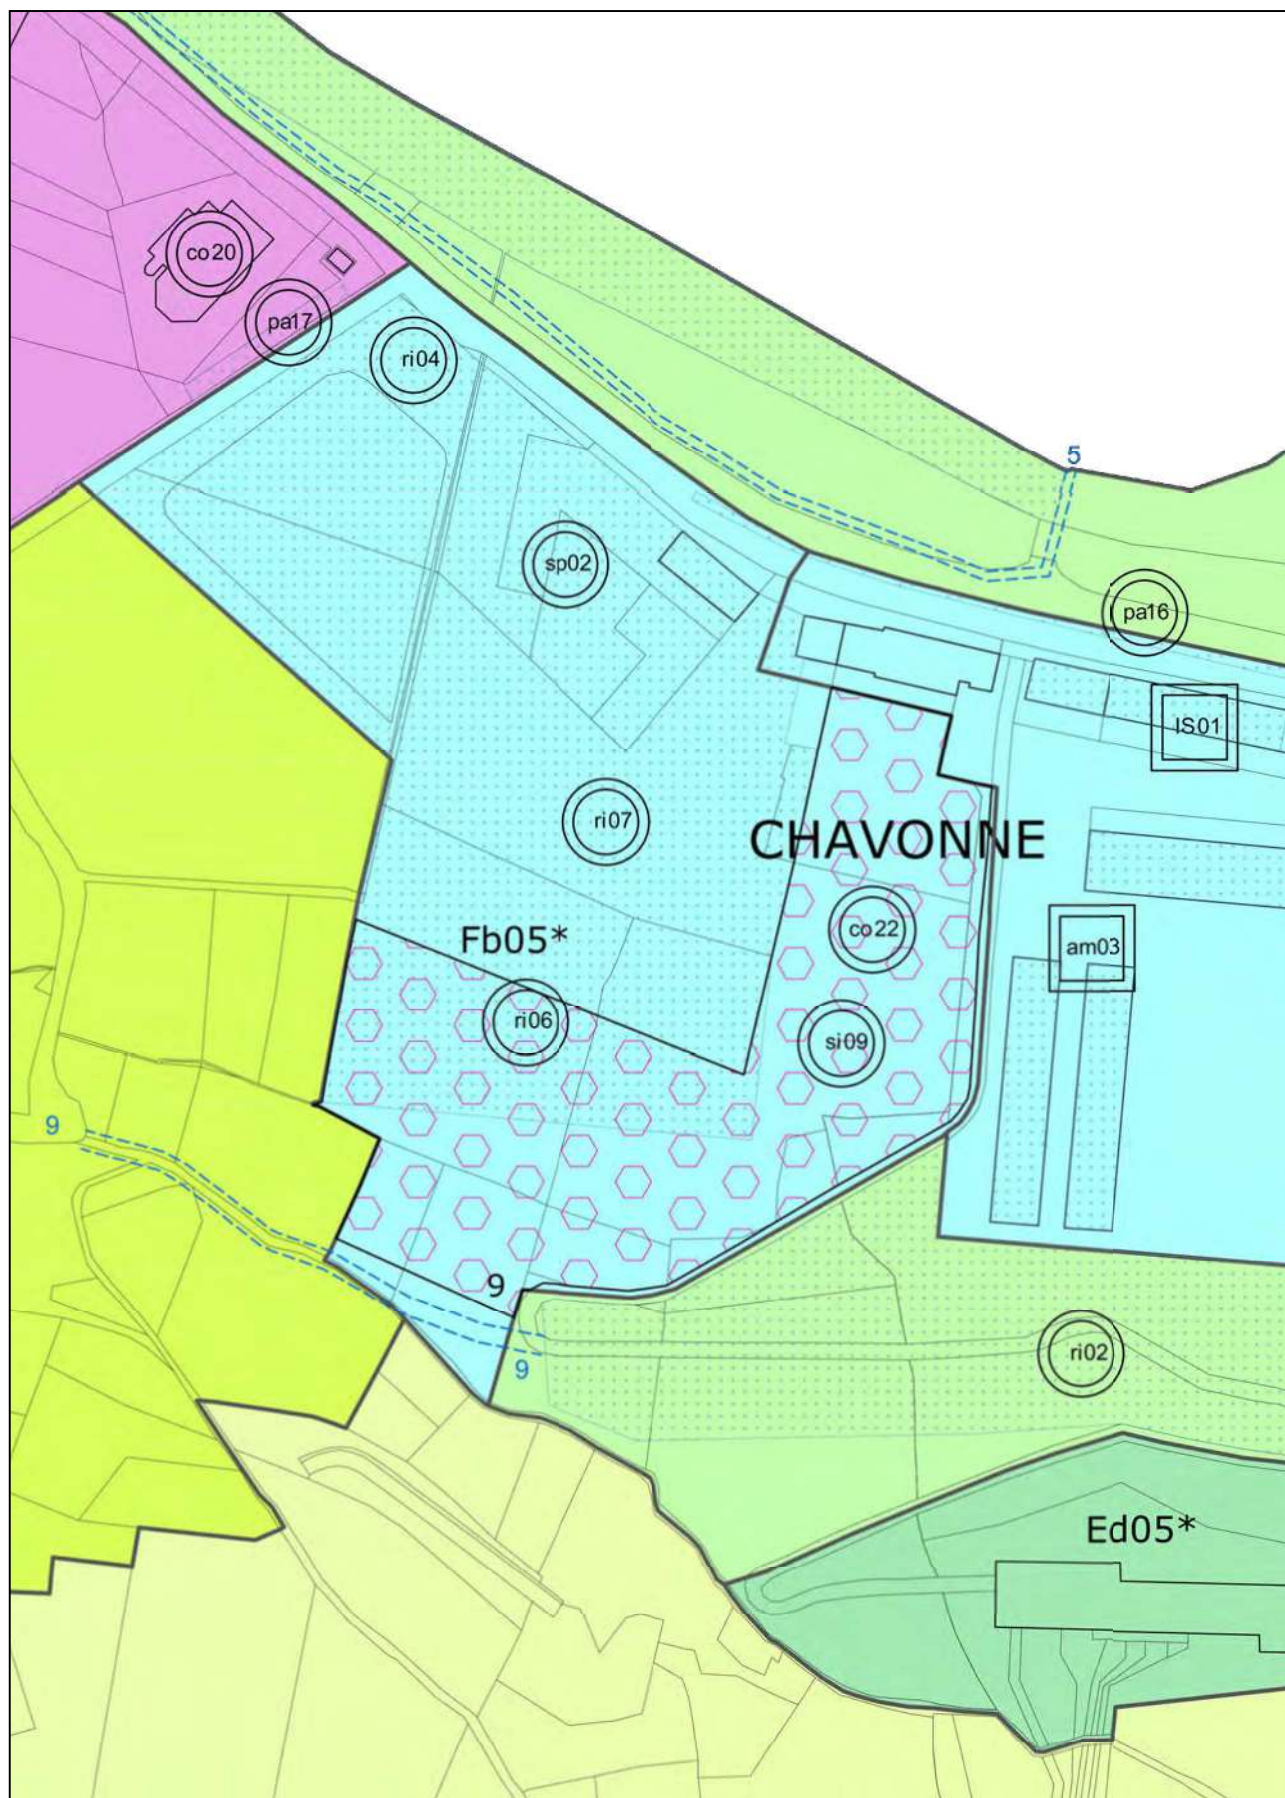 co20
pa17
ri04
5
sp02
pa16
IS01
ri07
CHAVONNE
co22
Fb05*
am03
ri06
si09
9
9
9
ri02
Ed05*